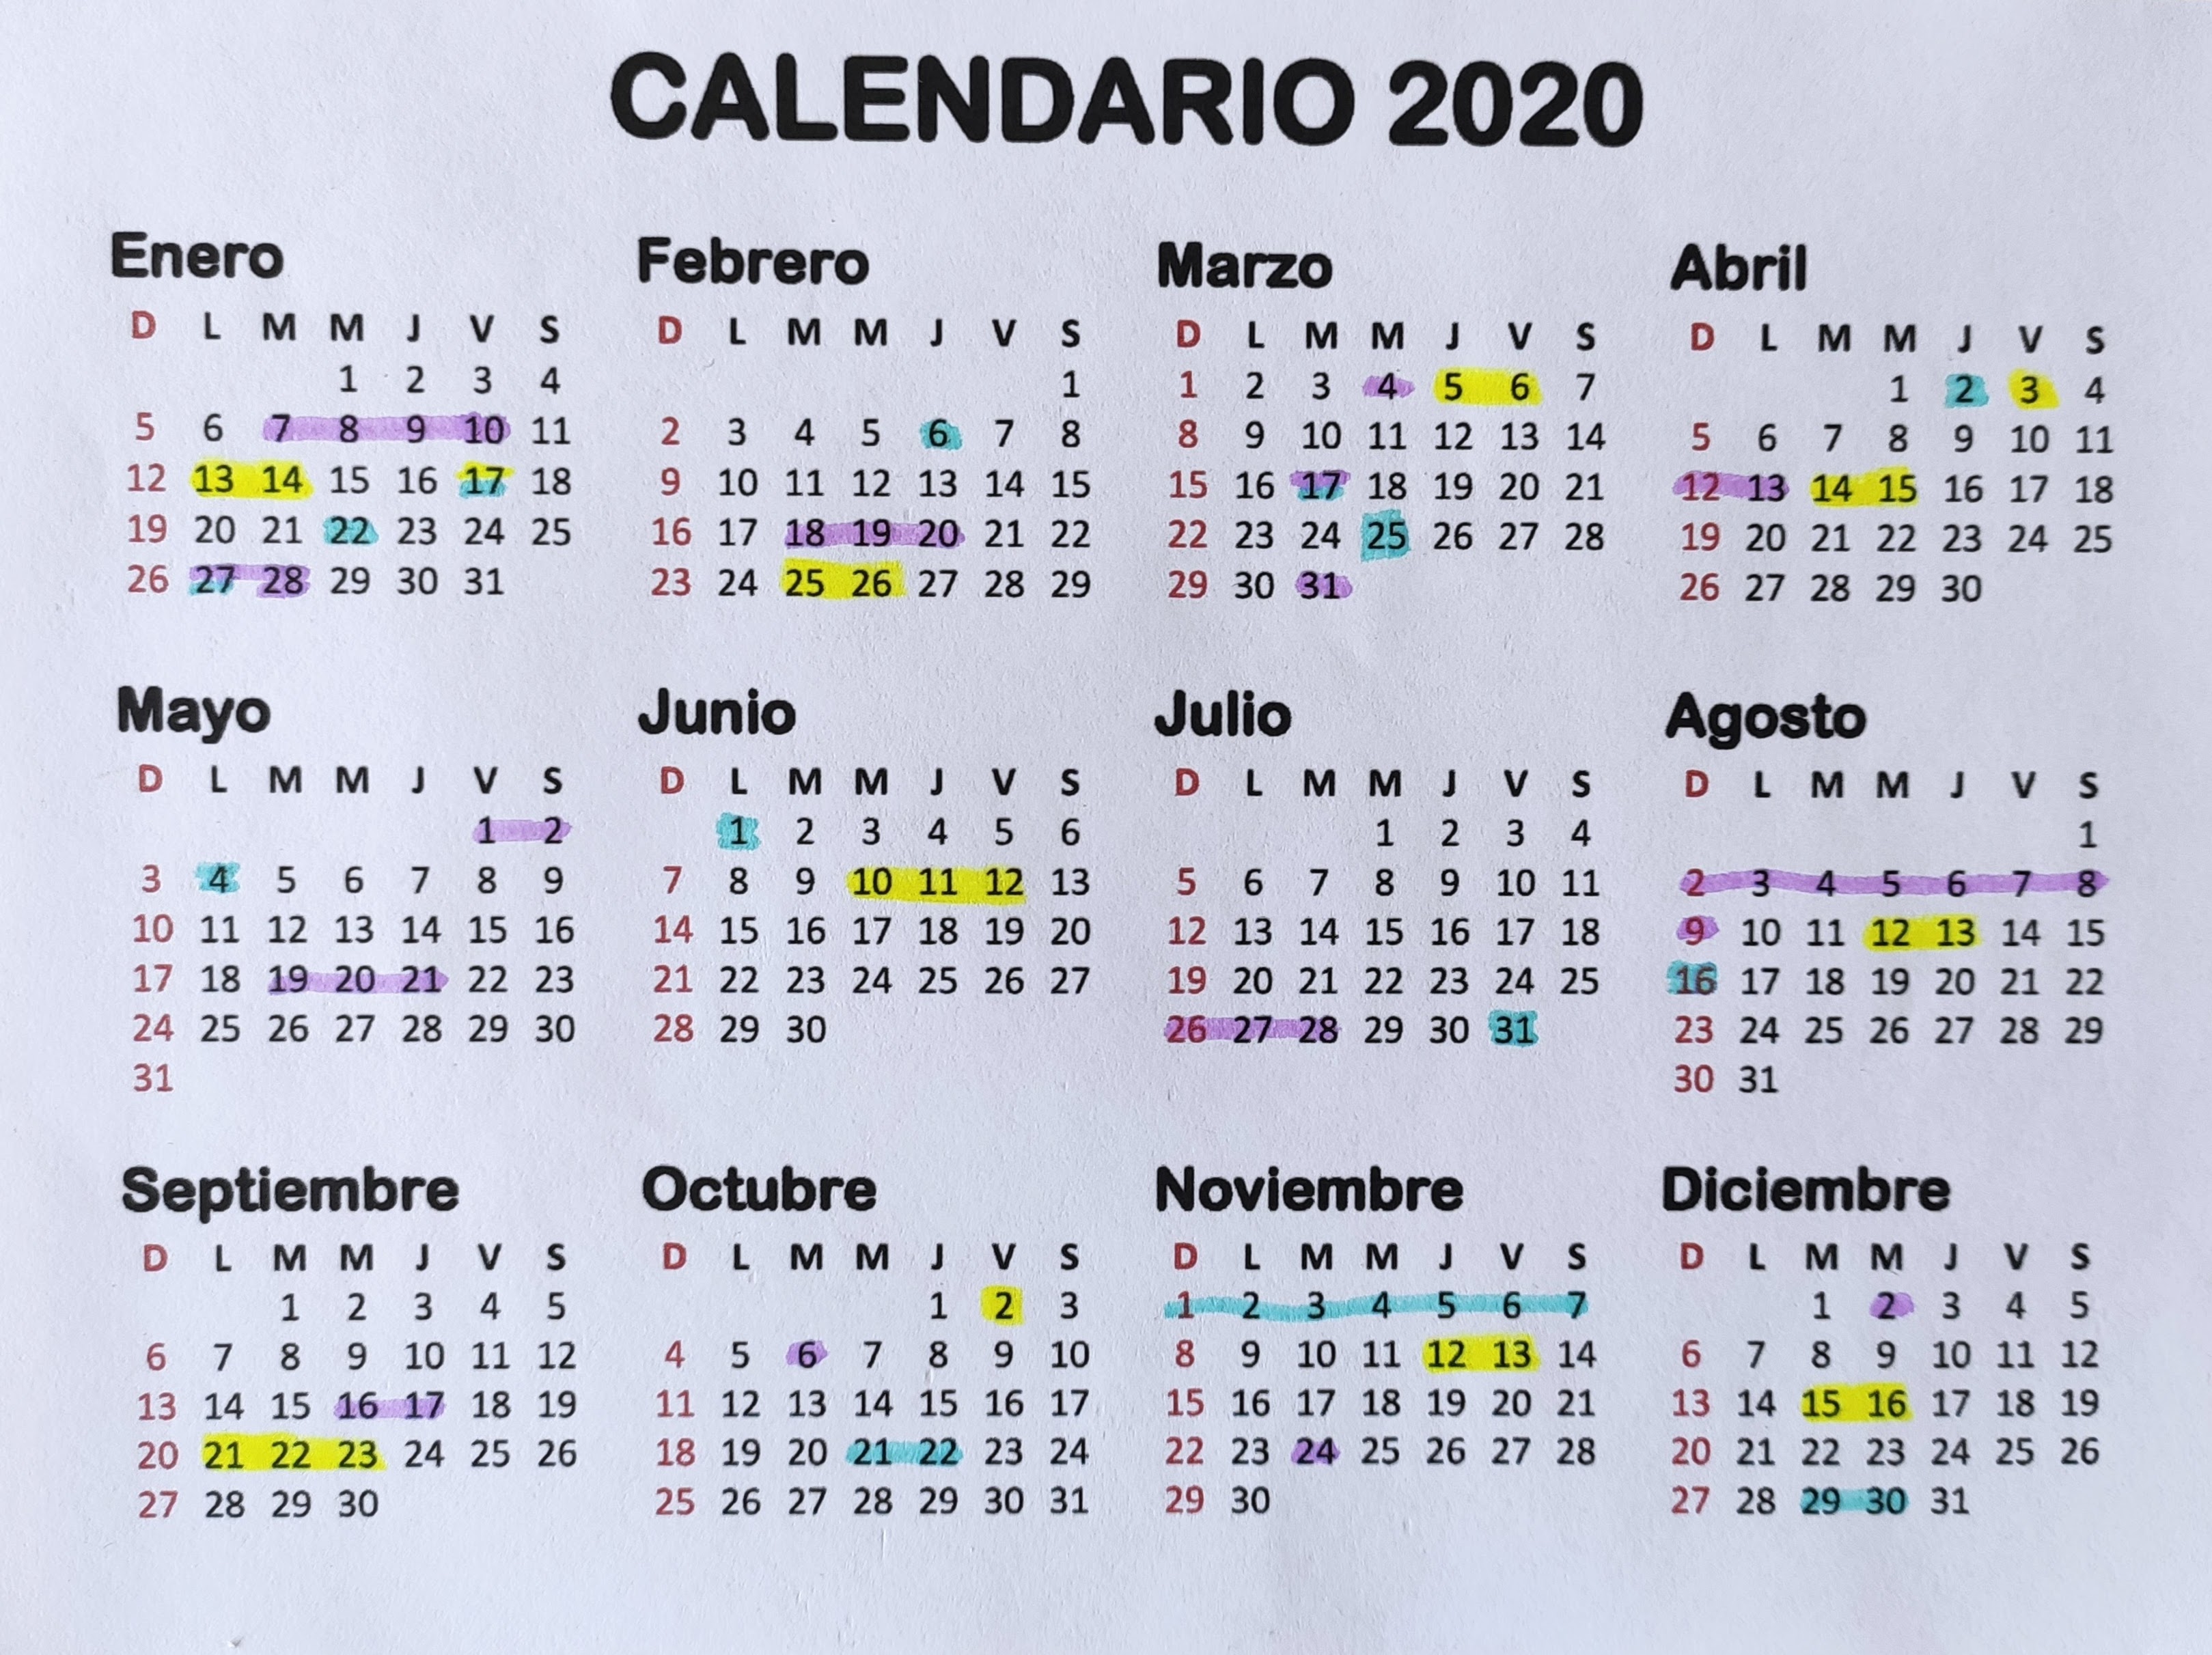 CALENDARIO 2020
Enero
D L M M J V S
1 2 3 4
5 6 7 8 9 10 11
12 13 14 15 16 17 18
19 20 21 22 23 24 25
26 27 28 29 30 31
Febrero
D L M M J V S
1
2 3 4 5 6 7 8
9 10 11 12 13 14 15
16 17 18 19 20 21 22
23 24 25 26 27 28 29
Marzo
D L M M J V S
1 2 3 4 5 6 7
8 9 10 11 12 13 14
15 16 17 18 19 20 21
22 23 24 25 26 27 28
29 30 31
Abril
D L M M J V S
1 2 3 4
5 6 7 8 9 10 11
12 13 14 15 16 17 18
19 20 21 22 23 24 25
26 27 28 29 30
Mayo
D L M M J V S
1 2
3 4 5 6 7 8 9
10 11 12 13 14 15 16
17 18 19 20 21 22 23
24 25 26 27 28 29 30
31
Junio
D L M M J V S
1 2 3 4 5 6
7 8 9 10 11 12 13
14 15 16 17 18 19 20
21 22 23 24 25 26 27
28 29 30
Julio
D L M M J V S
1 2 3 4
5 6 7 8 9 10 11
12 13 14 15 16 17 18
19 20 21 22 23 24 25
26 27 28 29 30 31
Agosto
D L M M J V S
1
2 3 4 5 6 7 8
9 10 11 12 13 14 15
16 17 18 19 20 21 22
23 24 25 26 27 28 29
30 31
Septiembre
D L M M J V S
1 2 3 4 5
6 7 8 9 10 11 12
13 14 15 16 17 18 19
20 21 22 23 24 25 26
27 28 29 30
Octubre
D L M M J V S
1 2 3
4 5 6 7 8 9 10
11 12 13 14 15 16 17
18 19 20 21 22 23 24
25 26 27 28 29 30 31
Noviembre
D L M M J V S
1 2 3 4 5 6 7
8 9 10 11 12 13 14
15 16 17 18 19 20 21
22 23 24 25 26 27 28
29 30
Diciembre
D L M M J V S
1 2 3 4 5
6 7 8 9 10 11 12
13 14 15 16 17 18 19
20 21 22 23 24 25 26
27 28 29 30 31